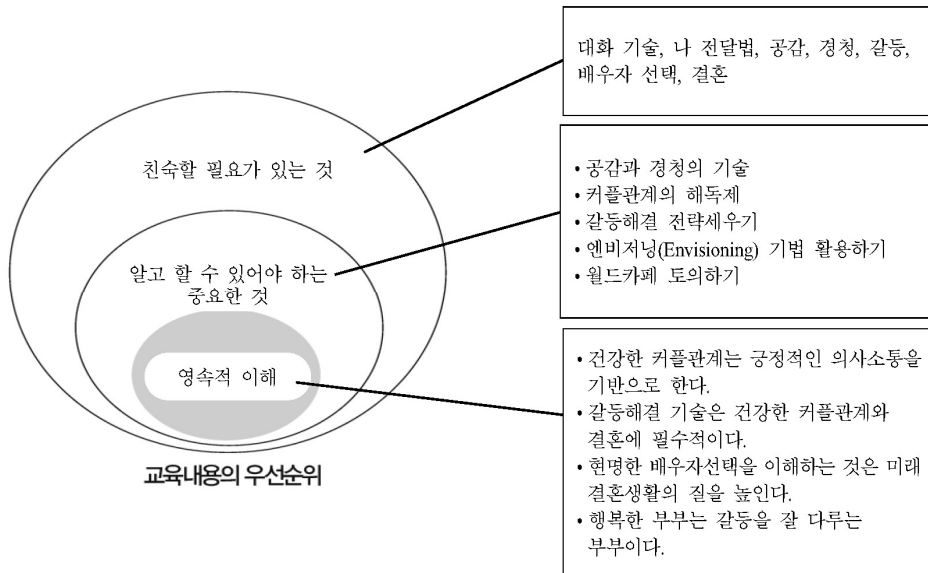 대화 기술, 나 전달법, 공감, 경청, 갈등,
배우자 선택, 결혼
친숙할 필요가 있는 것
• 공감과 경청의 기술
• 커플관계의 해독제
• 갈등해결 전략세우기
• 엔비저닝(Envisioning) 기법 활용하기
• 월드카페 토의하기
알고 할 수 있어야 하는
중요한 것
영속적 이해
• 건강한 커플관계는 긍정적인 의사소통을
기반으로 한다.
• 갈등해결 기술은 건강한 커플관계와
결혼에 필수적이다.
• 현명한 배우자선택을 이해하는 것은 미래
결혼생활의 질을 높인다.
• 행복한 부부는 갈등을 잘 다루는
부부이다.
교육내용의 우선순위